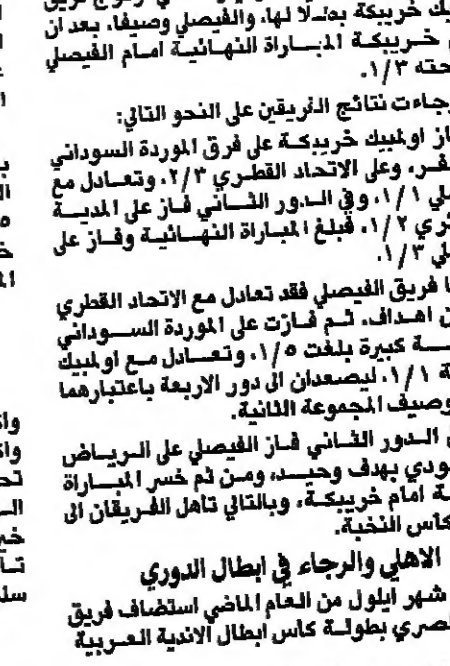 خريبكة بطلا لها، والفيصلي وصيفا، بعد ان
خريبكة المباراة النهائية امام الفيصلي
١/٣.
وجاءت نتائج الفريقين على النحو التالي:
اولمبيك خريبكة على فرق الموردة السوداني
وعلى الاتحاد القطري ٢/٣، وتعادل مع
١/١، وفي الدور الثاني فاز على المدينة
١/٢، فبلغ المباراة النهائية وفاز على
١/٣.
فريق الفيصلي فقد تعادل مع الاتحاد القطري
اهداف، ثم فازت على الموردة السوداني
كبيرة بلغت ١/٥، وتعادل مع اولمبيك
١/١، ليصعدان الى دور الاربعة باعتبارهما
وصيف المجموعة الثانية.
الدور الثاني فاز الفيصلي على الرياض
بهدف وحيد، ومن ثم خسر المباراة
امام خريبكة، وبالتالي تاهل الفريقان الى
كأس النخبة.
الاهلي والرجاء في ابطال الدوري
شهر ايلول من العام الماضي استضاف فريق
بطولة كاس ابطال الاندية العربية